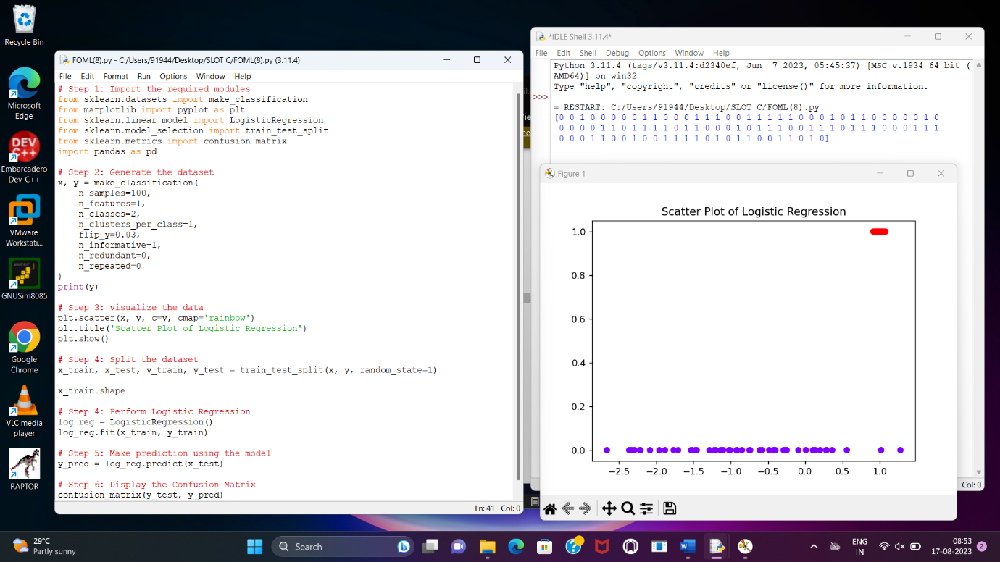 Recycle Bin
Microsoft
Edge
Embarcadero
Dev-C++
VMware
Workstati...
GNUSim8085
Google
Chrome
VLC media
player
RAPTOR
FOML(8).py - C:/Users/91944/Desktop/SLOT C/FOML(8).py (3.11.4)
File Edit Format Run Options Window Help
# Step 1: Import the required modules
from sklearn.datasets import make_classification
from matplotlib import pyplot as plt
from sklearn.linear_model import LogisticRegression
from sklearn.model_selection import train_test_split
from sklearn.metrics import confusion_matrix
import pandas as pd
# Step 2: Generate the dataset
x, y = make_classification(
    n_samples=100,
    n_features=1,
    n_classes=2,
    n_clusters_per_class=1,
    flip_y=0.03,
    n_informative=1,
    n_redundant=0,
    n_repeated=0
)
print(y)
# Step 3: visualize the data
plt.scatter(x, y, c=y, cmap='rainbow')
plt.title('Scatter Plot of Logistic Regression')
plt.show()
# Step 4: Split the dataset
x_train, x_test, y_train, y_test = train_test_split(x, y, random_state=1)
x_train.shape
# Step 4: Perform Logistic Regression
log_reg = LogisticRegression()
log_reg.fit(x_train, y_train)
# Step 5: Make prediction using the model
y_pred = log_reg.predict(x_test)
# Step 6: Display the Confusion Matrix
confusion_matrix(y_test, y_pred)
Ln: 41 Col: 0
*IDLE Shell 3.11.4*
File Edit Shell Debug Options Window Help
Python 3.11.4 (tags/v3.11.4:d2340ef, Jun  7 2023, 05:45:37) [MSC v.1934 64 bit (
AMD64)] on win32
Type "help", "copyright", "credits" or "license()" for more information.
>>>
= RESTART: C:/Users/91944/Desktop/SLOT C/FOML(8).py
[0 0 1 0 0 0 0 0 1 1 0 0 0 1 1 1 0 0 1 1 1 1 1 0 0 0 1 0 1 1 0 0 0 0 0 1 0
 0 0 0 0 1 1 0 1 1 1 1 0 1 1 0 0 0 1 0 1 1 1 0 0 1 1 1 0 1 1 1 0 0 0 1 1 1
 0 0 0 1 1 0 0 1 0 0 1 1 1 1 0 1 0 1 1 0 0 1 1 0 1 0]
Col: 0
Figure 1
Scatter Plot of Logistic Regression
1.0
0.8
0.6
0.4
0.2
0.0
−2.5 −2.0 −1.5 −1.0 −0.5 0.0 0.5 1.0
29°C
Partly sunny
Search
ENG
IN
08:53
17-08-2023
2